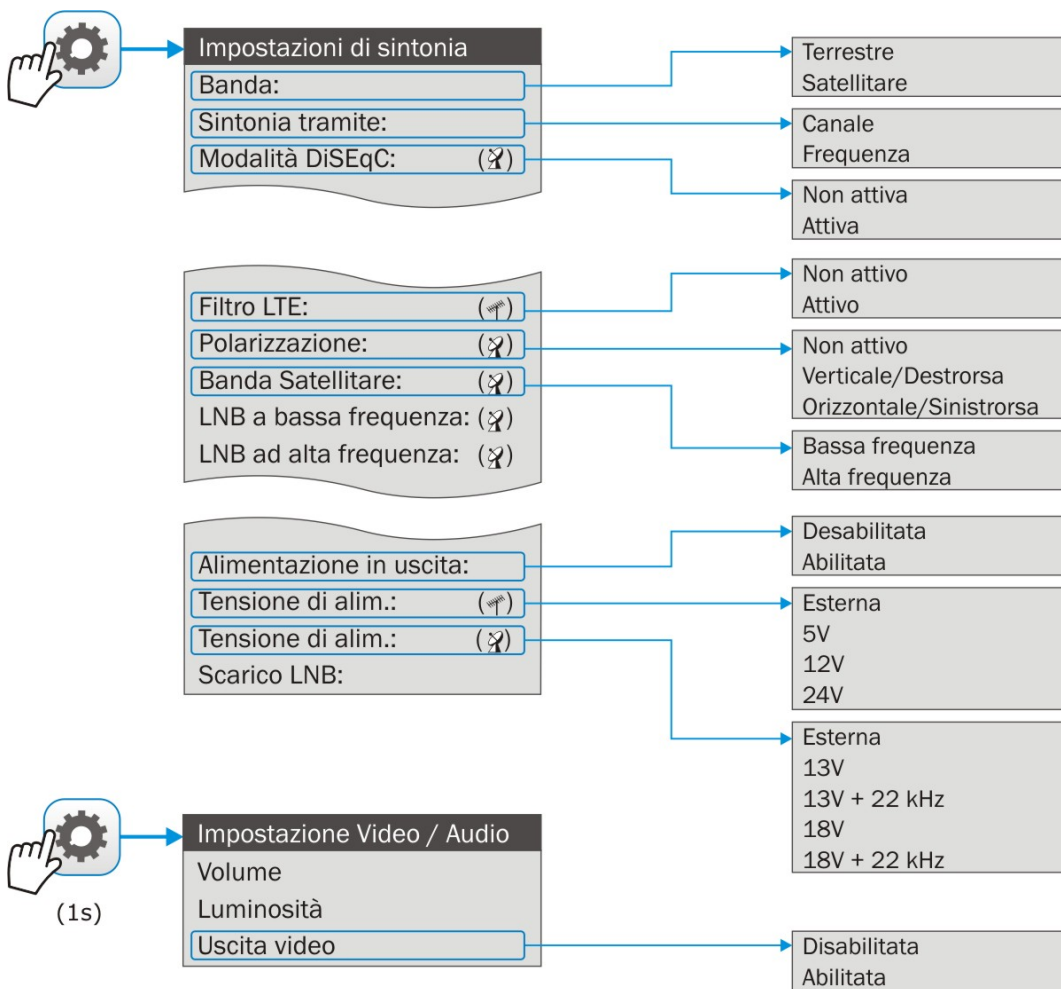 Impostazioni di sintonia
Banda:
Sintonia tramite:
Modalità DiSEqC: ( )
Terrestre
Satellitare
Canale
Frequenza
Non attiva
Attiva
Filtro LTE: ( )
Polarizzazione: ( )
Banda Satellitare: ( )
LNB a bassa frequenza: ( )
LNB ad alta frequenza: ( )
Non attivo
Attivo
Non attivo
Verticale/Destrorsa
Orizzontale/Sinistrorsa
Bassa frequenza
Alta frequenza
Alimentazione in uscita:
Tensione di alim.: ( )
Tensione di alim.: ( )
Scarico LNB:
Desabilitata
Abilitata
Esterna
5V
12V
24V
Esterna
13V
13V + 22 kHz
18V
18V + 22 kHz
(1s)
Impostazione Video / Audio
Volume
Luminosità
Uscita video
Disabilitata
Abilitata